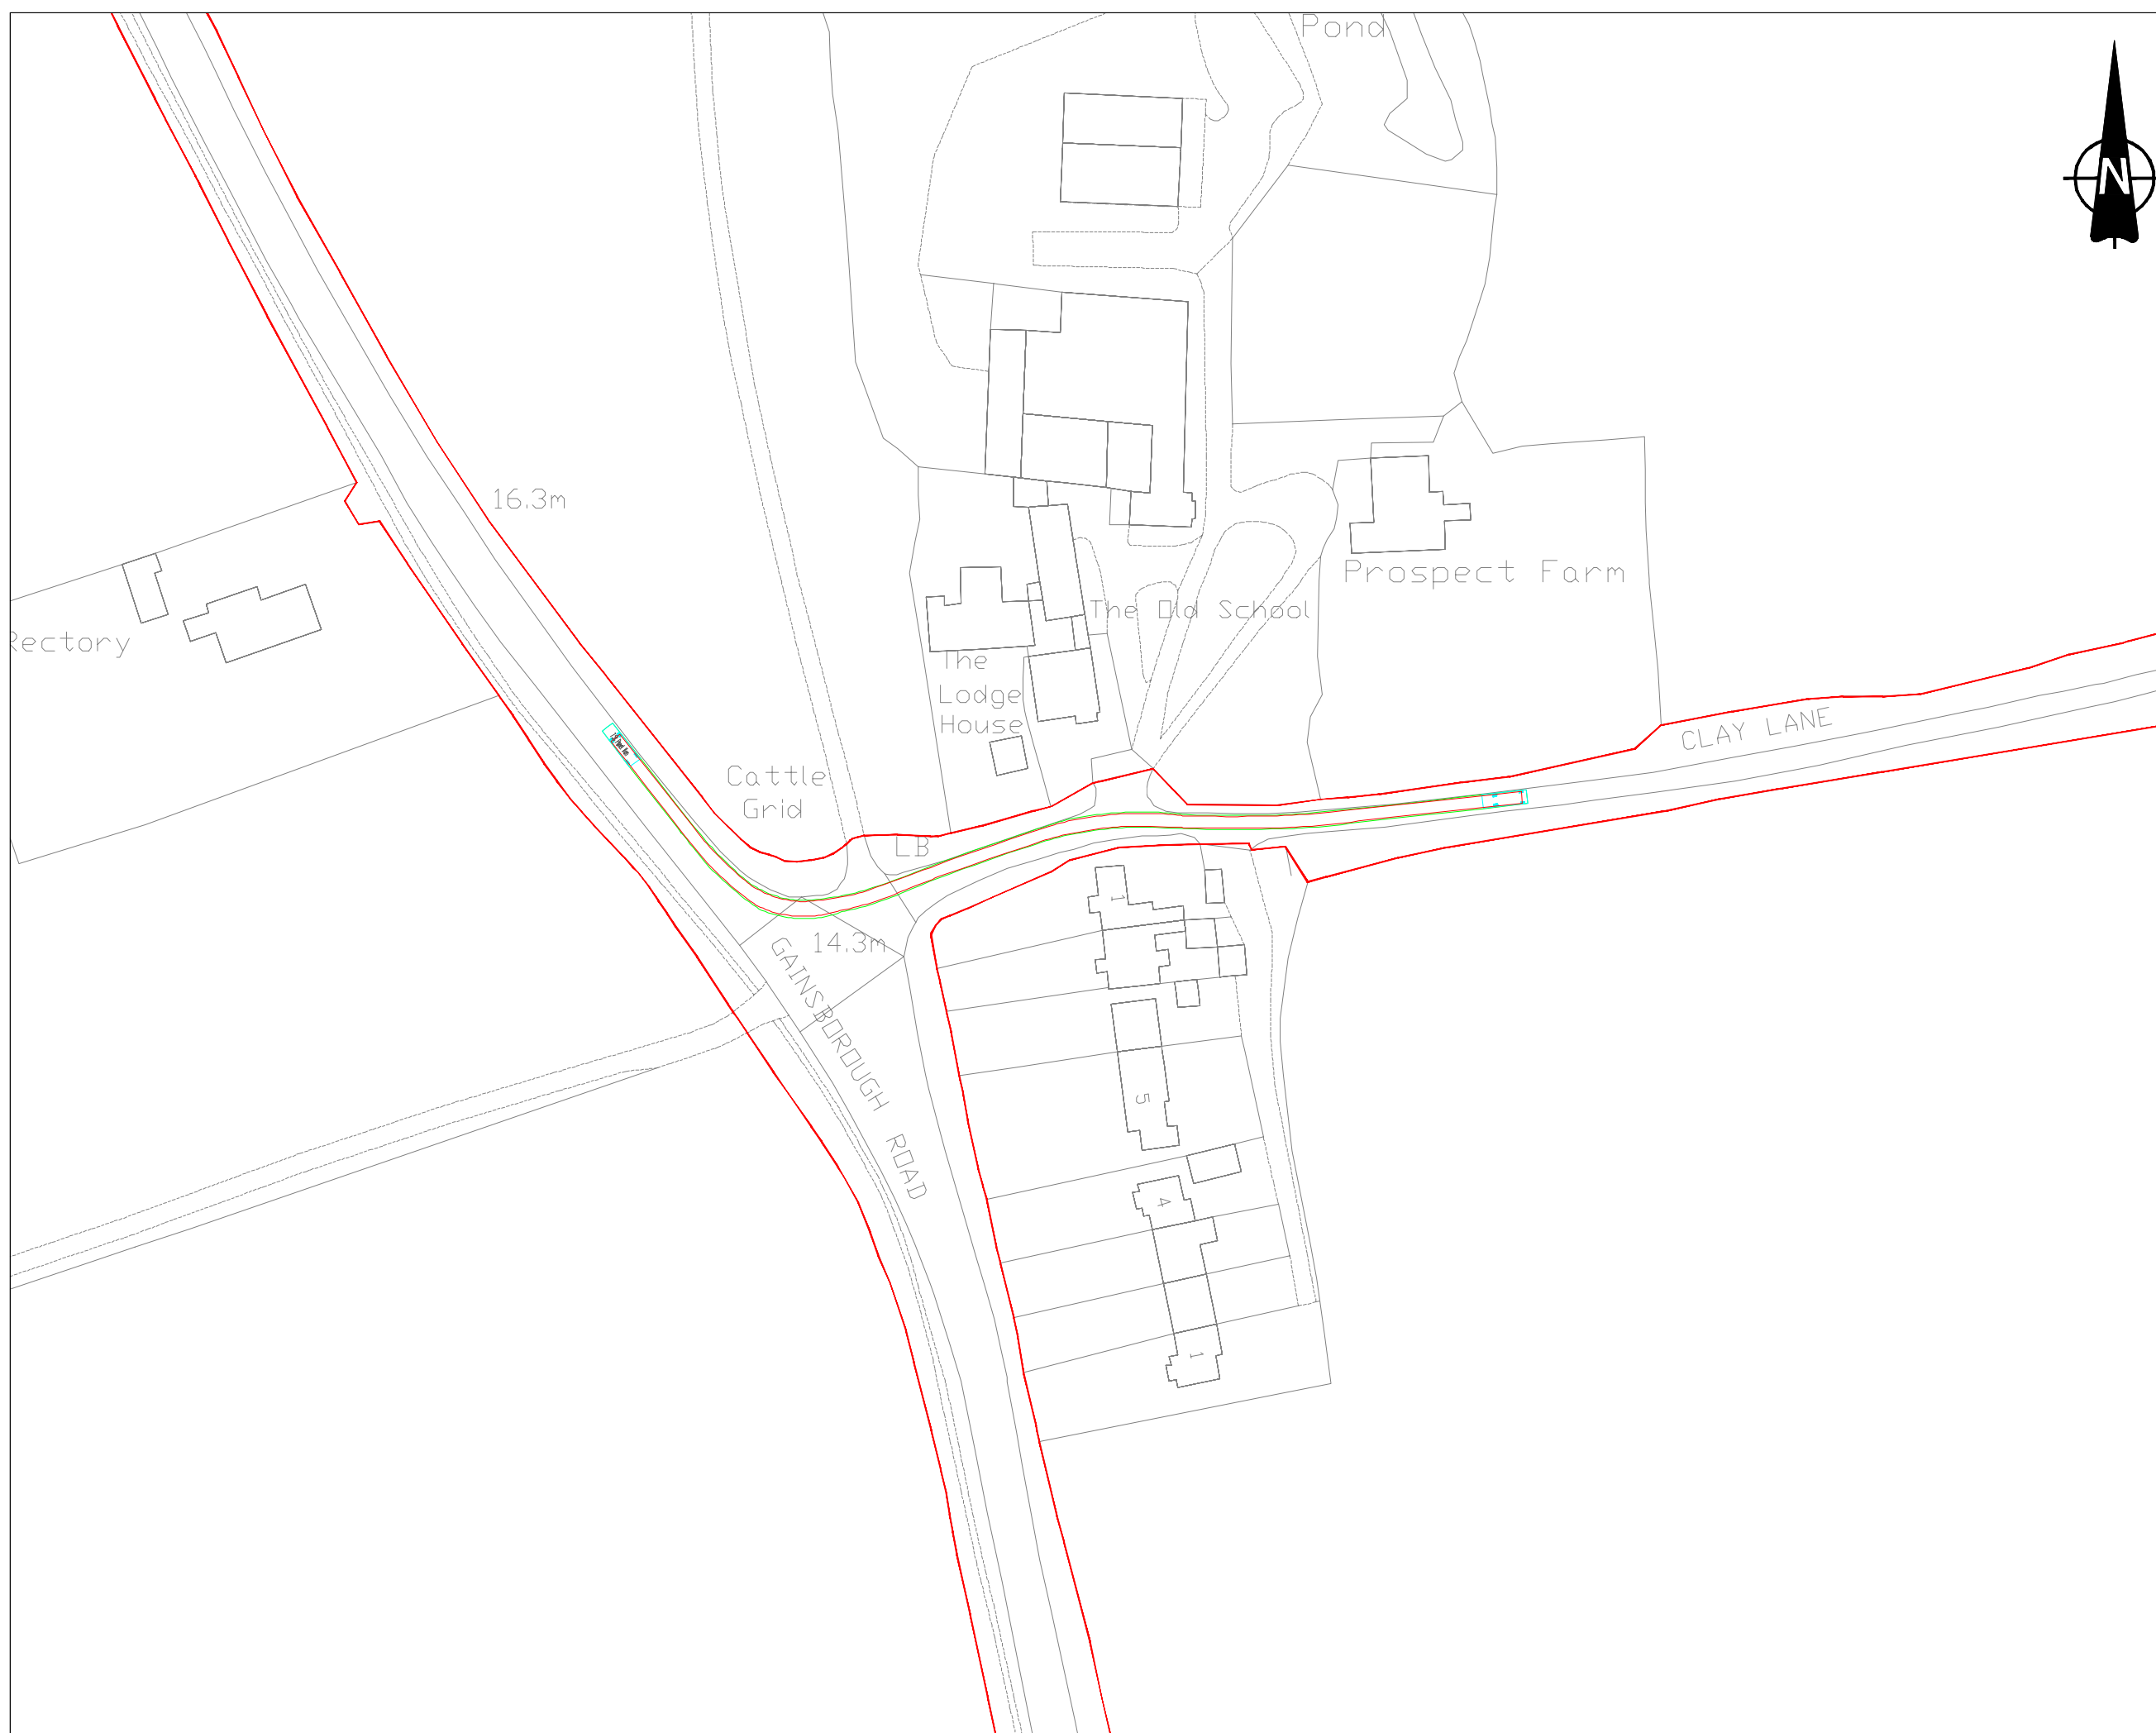 Pond
N
16.3m
Prospect Farm
The Old School
Rectory
The
Lodge
House
CLAY LANE
Cattle
Grid
LB
1
14.3m
GAINSBOROUGH ROAD
5
4
1